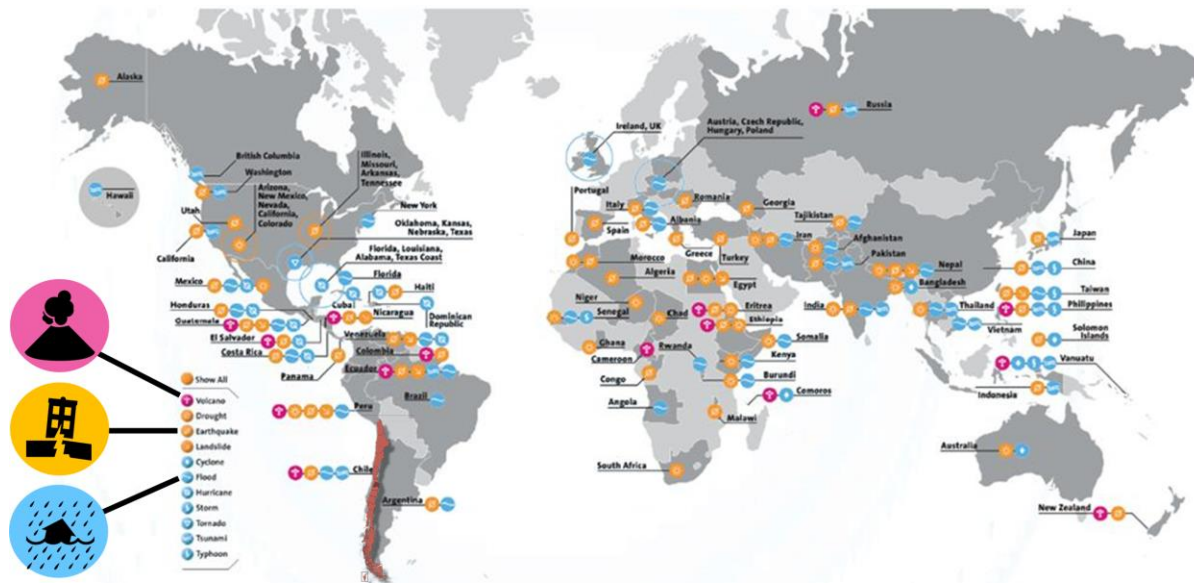 Alaska
Russia
Ireland, UK
Austria, Czech Republic,
Hungary, Poland
British Columbia
Washington
Illinois,
Missouri,
Arkansas,
Tennessee
Arizona,
New Mexico,
Nevada,
California,
Colorado
Hawaii
Utah
New York
Portugal
Italy
Romania
Georgia
Oklahoma, Kansas,
Nebraska, Texas
Spain
Albania
Tajikistan
California
Florida, Louisiana,
Alabama, Texas Coast
Greece
Turkey
Iran
Afghanistan
Pakistan
Japan
Morocco
Nepal
China
Mexico
Florida
Haiti
Algeria
Egypt
Bangladesh
Taiwan
Honduras
Cuba
Nicaragua
Dominican
Republic
Niger
Senegal
Chad
Eritrea
Ethiopia
India
Thailand
Philippines
Guatemala
Vietnam
El Salvador
Venezuela
Ghana
Somalia
Solomon
Islands
Costa Rica
Colombia
Cameroon
Rwanda
Kenya
Vanuatu
Panama
Ecuador
Congo
Burundi
Indonesia
Show All
Brazil
Comoros
Volcano
Peru
Angola
Malawi
Drought
Earthquake
Landslide
Australia
Cyclone
Chile
South Africa
Flood
Hurricane
Argentina
New Zealand
Storm
Tornado
Tsunami
Typhoon